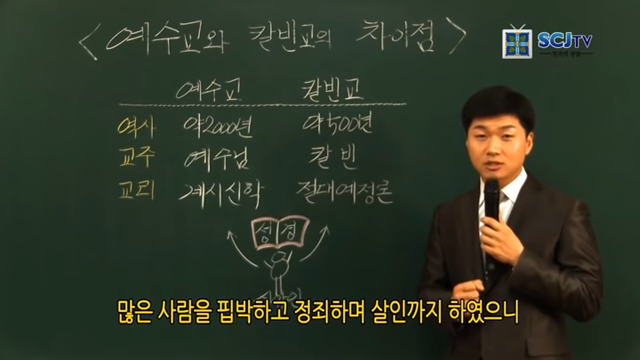 <예수교와 칼빈교의 차이점>
SCJTV
예수교 칼빈교
역사 약2000년 약500년
교주 예수님 칼빈
교리 계시신학 절대예정론
성경
많은 사람을 핍박하고 정죄하며 살인까지 하였으니